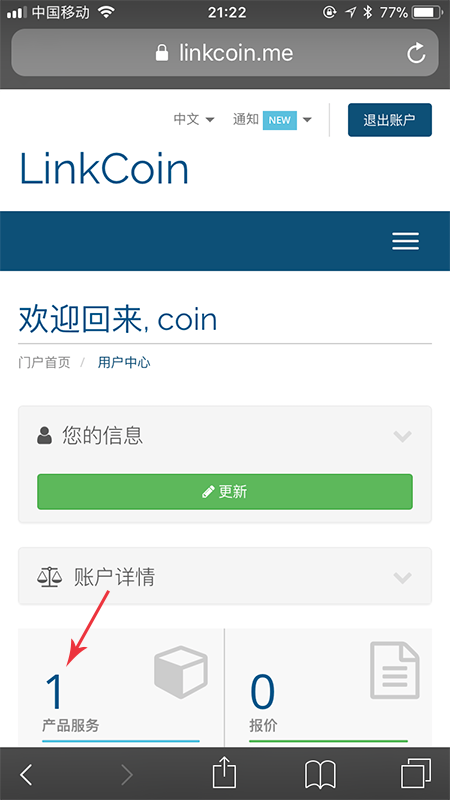 中国移动 21:22 77%
linkcoin.me
中文 通知 NEW 退出账户
LinkCoin
欢迎回来, coin
门户首页 / 用户中心
您的信息
更新
账户详情
1 0
产品服务 报价